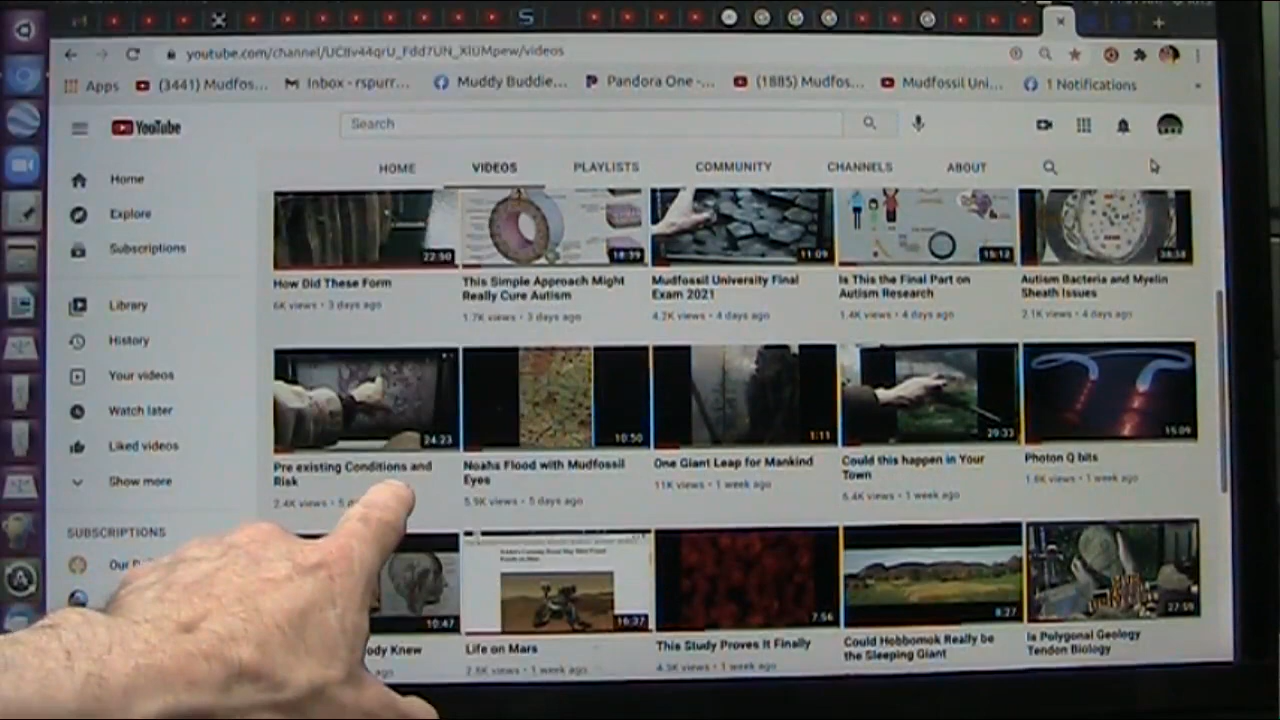 youtube.com/channel/
Apps
(3441) Mudfos...
Inbox - rspurr...
Muddy Buddie...
Pandora One -...
(1885) Mudfos...
Mudfossil Uni...
1 Notifications
YouTube
Search
HOME
VIDEOS
PLAYLISTS
COMMUNITY
CHANNELS
ABOUT
Home
Explore
Subscriptions
Library
History
Your videos
Watch later
Liked videos
Show more
SUBSCRIPTIONS
22:50
18:39
11:09
15:12
How Did These Form
6K views • 3 days ago
This Simple Approach Might
Really Cure Autism
1.7K views • 3 days ago
Mudfossil University Final
Exam 2021
4.2K views • 4 days ago
Is This the Final Part on
Autism Research
1.4K views • 4 days ago
Autism Bacteria and Myelin
Sheath Issues
2.1K views • 4 days ago
24:23
10:50
1:11
29:33
15:09
Pre existing Conditions and
Risk
2.4K views • 5
Noahs Flood with Mudfossil
Eyes
5.9K views • 5 days ago
One Giant Leap for Mankind
11K views • 1 week ago
Could this happen in Your
Town
6.4K views • 1 week ago
Photon Q bits
1.6K views • 1 week ago
10:47
16:37
7:56
8:27
27:59
Knew
ago
Life on Mars
2.6K views • 1 week ago
This Study Proves It Finally
4.3K views • 1 week ago
Could Hobbomok Really be
the Sleeping Giant
Is Polygonal Geology
Tendon Biology